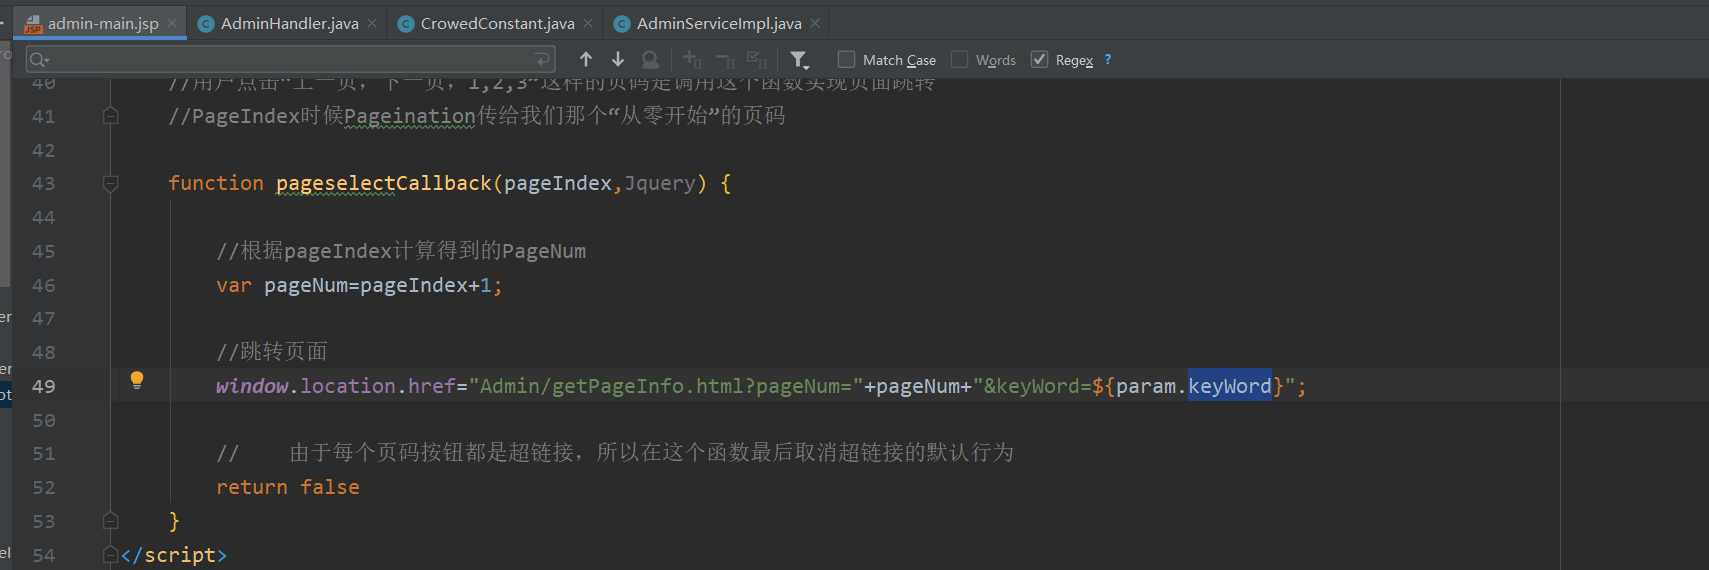 admin-main.jsp AdminHandler.java CrowedConstant.java AdminServiceImpl.java
Match Case Words Regex ?
40 //用户点击“上一页，下一页，1,2,3”这样的页码是调用这个函数实现页面跳转
41 //PageIndex时候Pageination传给我们那个“从零开始”的页码
42
43 function pageselectCallback(pageIndex,Jquery) {
44
45 //根据pageIndex计算得到的PageNum
46 var pageNum=pageIndex+1;
47
48 //跳转页面
49 window.location.href="Admin/getPageInfo.html?pageNum="+pageNum+"&keyWord=${param.keyWord}";
50
51 // 由于每个页码按钮都是超链接，所以在这个函数最后取消超链接的默认行为
52 return false
53 }
54 </script>